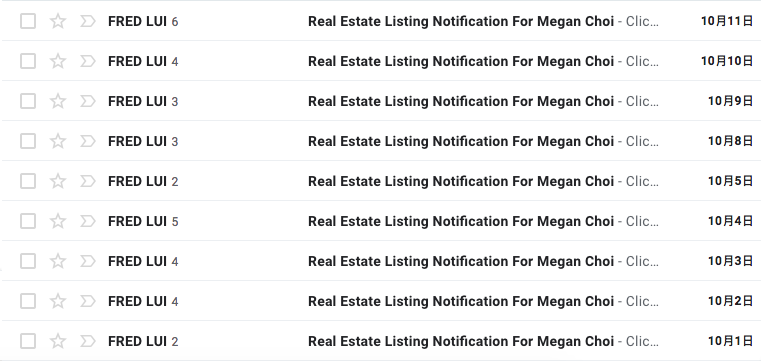 FRED LUI 6 Real Estate Listing Notification For Megan Choi - Clic... 10月11日
FRED LUI 4 Real Estate Listing Notification For Megan Choi - Clic... 10月10日
FRED LUI 3 Real Estate Listing Notification For Megan Choi - Clic... 10月9日
FRED LUI 3 Real Estate Listing Notification For Megan Choi - Clic... 10月8日
FRED LUI 2 Real Estate Listing Notification For Megan Choi - Clic... 10月5日
FRED LUI 5 Real Estate Listing Notification For Megan Choi - Clic... 10月4日
FRED LUI 4 Real Estate Listing Notification For Megan Choi - Clic... 10月3日
FRED LUI 4 Real Estate Listing Notification For Megan Choi - Clic... 10月2日
FRED LUI 2 Real Estate Listing Notification For Megan Choi - Clic... 10月1日